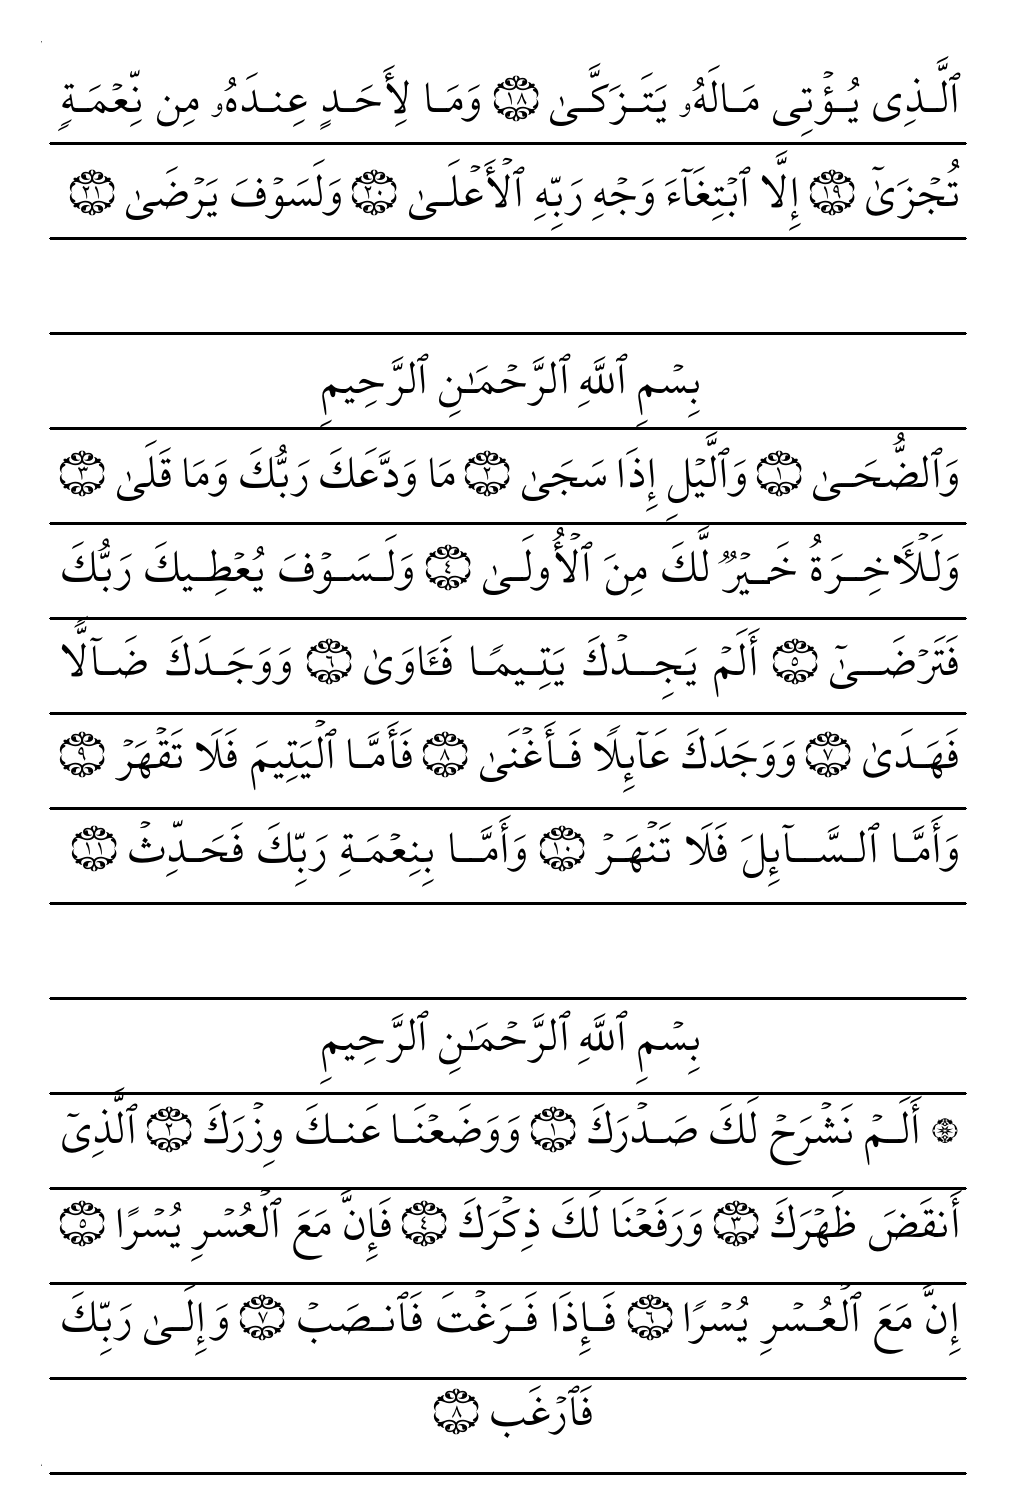 ٱلَّذِى يُؤْتِى مَالَهُۥ يَتَزَكَّىٰ ١٨ وَمَا لِأَحَدٍ عِندَهُۥ مِن نِّعْمَةٍ
تُجْزَىٰٓ ١٩ إِلَّا ٱبْتِغَآءَ وَجْهِ رَبِّهِ ٱلْأَعْلَىٰ ٢٠ وَلَسَوْفَ يَرْضَىٰ ٢١
بِسْمِ ٱللَّهِ ٱلرَّحْمَـٰنِ ٱلرَّحِيمِ
وَٱلضُّحَىٰ ١ وَٱلَّيْلِ إِذَا سَجَىٰ ٢ مَا وَدَّعَكَ رَبُّكَ وَمَا قَلَىٰ ٣
وَلَلْـَٔاخِرَةُ خَيْرٌ لَّكَ مِنَ ٱلْأُولَىٰ ٤ وَلَسَوْفَ يُعْطِيكَ رَبُّكَ
فَتَرْضَىٰٓ ٥ أَلَمْ يَجِدْكَ يَتِيمًا فَـَٔاوَىٰ ٦ وَوَجَدَكَ ضَآلًّا
فَهَدَىٰ ٧ وَوَجَدَكَ عَآئِلًا فَأَغْنَىٰ ٨ فَأَمَّا ٱلْيَتِيمَ فَلَا تَقْهَرْ ٩
وَأَمَّا ٱلسَّآئِلَ فَلَا تَنْهَرْ ١٠ وَأَمَّا بِنِعْمَةِ رَبِّكَ فَحَدِّثْ ١١
بِسْمِ ٱللَّهِ ٱلرَّحْمَـٰنِ ٱلرَّحِيمِ
۞ أَلَمْ نَشْرَحْ لَكَ صَدْرَكَ ١ وَوَضَعْنَا عَنكَ وِزْرَكَ ٢ ٱلَّذِىٓ
أَنقَضَ ظَهْرَكَ ٣ وَرَفَعْنَا لَكَ ذِكْرَكَ ٤ فَإِنَّ مَعَ ٱلْعُسْرِ يُسْرًا ٥
إِنَّ مَعَ ٱلْعُسْرِ يُسْرًا ٦ فَإِذَا فَرَغْتَ فَٱنصَبْ ٧ وَإِلَىٰ رَبِّكَ
فَٱرْغَب ٨